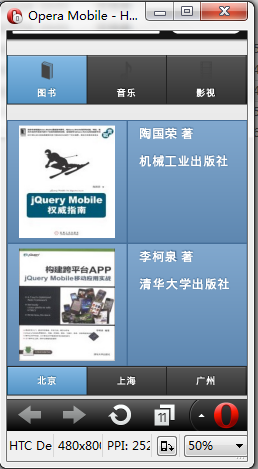 Opera Mobile - H...
图书
音乐
影视
jQuery Mobile
权威指南
陶国荣 著
机械工业出版社
构建跨平台APP
jQuery Mobile移动应用实战
李柯泉 著
清华大学出版社
北京
上海
广州
11
HTC De
480x800
PPI: 252
50%